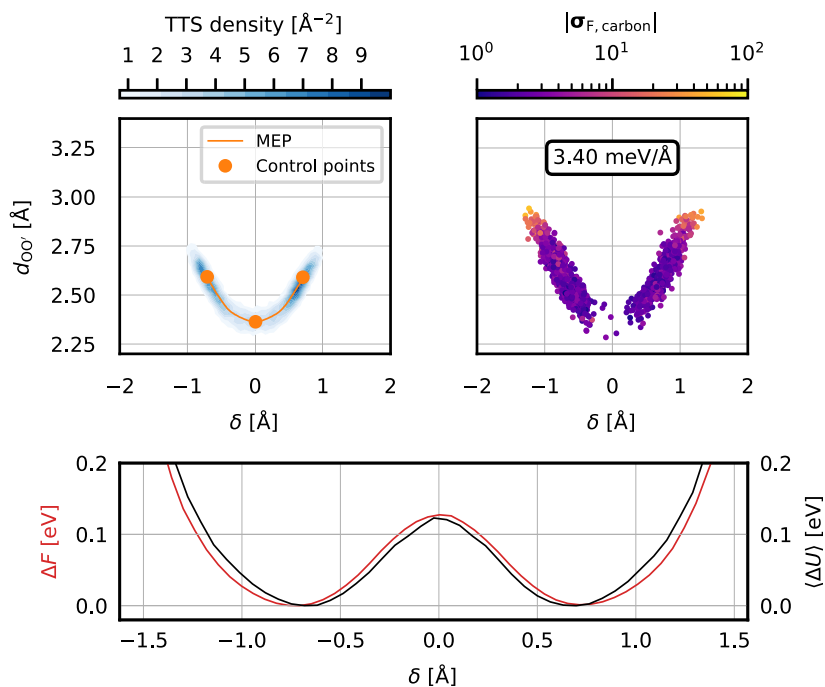 TTS density [Å⁻²]
1 2 3 4 5 6 7 8 9
|σF, carbon|
10⁰ 10¹ 10²
MEP
Control points
3.40 meV/Å
dOO′ [Å]
3.25
3.00
2.75
2.50
2.25
−2 −1 0 1 2
δ [Å]
−2 −1 0 1 2
δ [Å]
ΔF [eV]
0.2
0.1
0.0
0.2
0.1
0.0
⟨ΔU⟩ [eV]
−1.5 −1.0 −0.5 0.0 0.5 1.0 1.5
δ [Å]